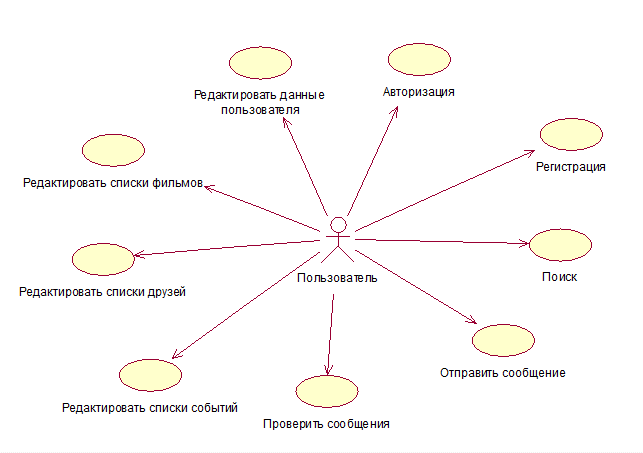 Авторизация
Редактировать данные
пользователя
Регистрация
Редактировать списки фильмов
Поиск
Пользователь
Редактировать списки друзей
Отправить сообщение
Редактировать списки событий
Проверить сообщения